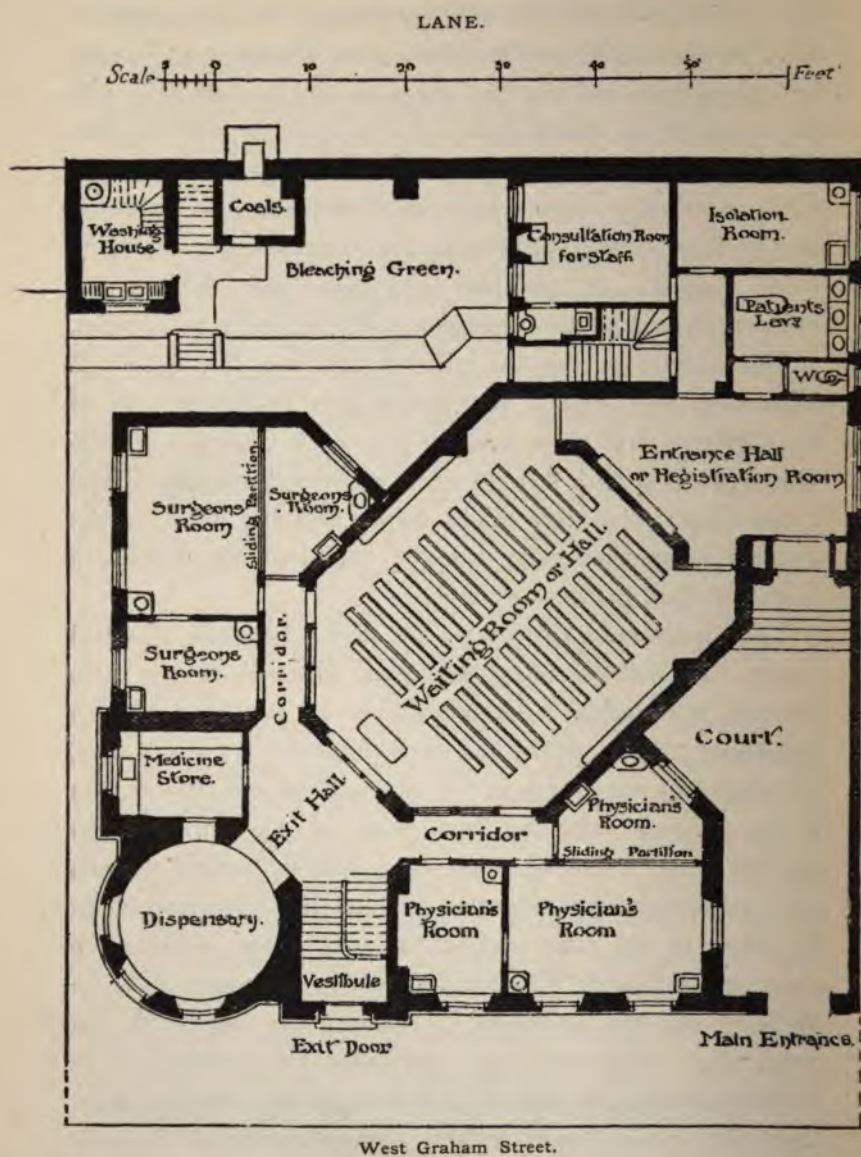 LANE.
Scale 5 0 10 20 30 40 50 Feet
Washing
House.
Coals.
Bleaching Green.
Consultation Room
for Staff
Isolation
Room.
Patients
Lavy
W.C.
Entrance Hall
or Registration Room
Surgeons
Room
Sliding Partition.
Surgeons
Room.
Waiting Room or Hall.
Corridor.
Surgeons
Room.
Court.
Medicine
Store.
Exit Hall.
Corridor
Physician's
Room.
Sliding Partition
Dispensary.
Physician's
Room
Physician's
Room
Vestibule
Exit Door
Main Entrance.
West Graham Street.